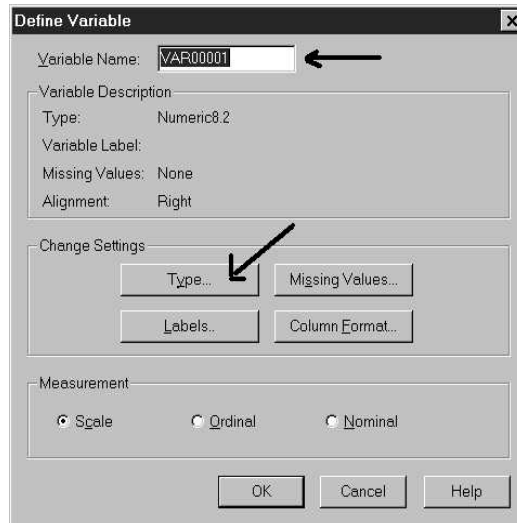 Define Variable
Variable Name: VAR00001
Variable Description
Type: Numeric8.2
Variable Label:
Missing Values: None
Alignment: Right
Change Settings
Type... Missing Values...
Labels.. Column Format...
Measurement
Scale Ordinal Nominal
OK Cancel Help